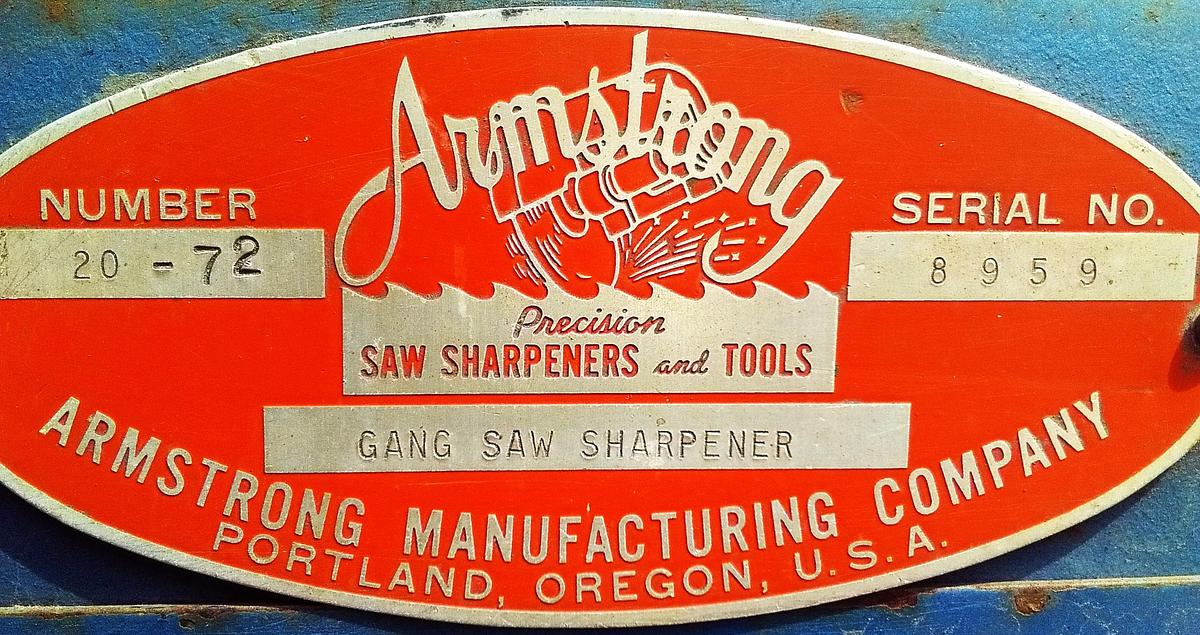 Armstrong
NUMBER
20 - 72
SERIAL NO.
8959
Precision
SAW SHARPENERS and TOOLS
GANG SAW SHARPENER
ARMSTRONG MANUFACTURING COMPANY
PORTLAND, OREGON, U.S.A.